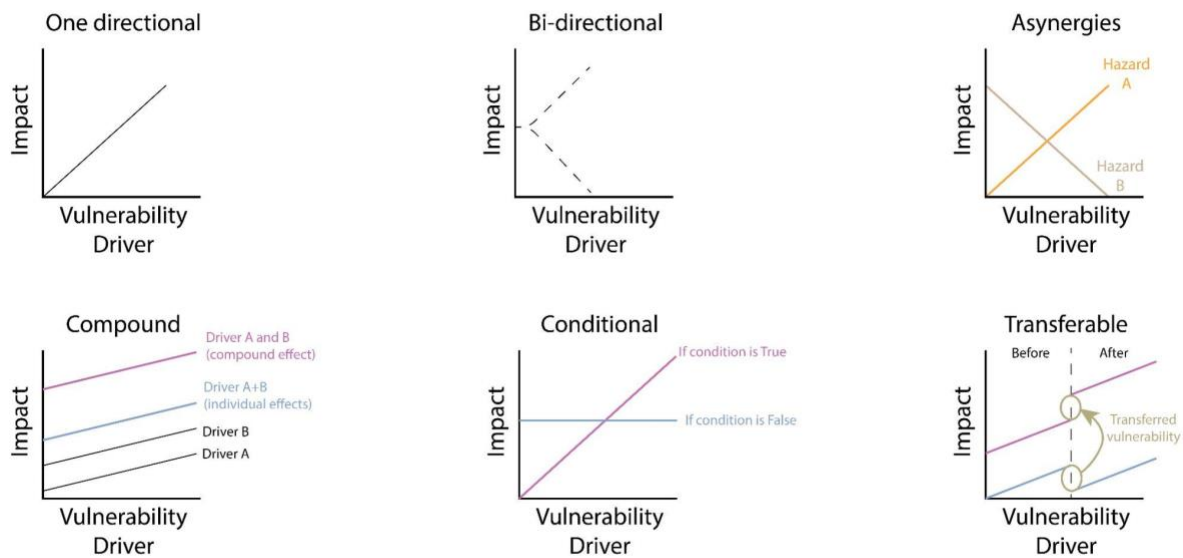 One directional
Impact
Vulnerability
Driver
Bi-directional
Impact
Vulnerability
Driver
Asynergies
Impact
Hazard
A
Hazard
B
Vulnerability
Driver
Compound
Impact
Driver A and B
(compound effect)
Driver A+B
(individual effects)
Driver B
Driver A
Vulnerability
Driver
Conditional
Impact
If condition is True
If condition is False
Vulnerability
Driver
Transferable
Before
After
Impact
Transferred
vulnerability
Vulnerability
Driver